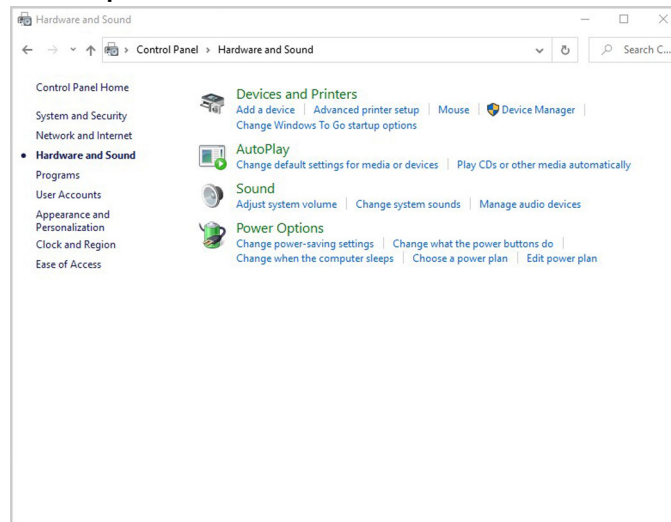 Hardware and Sound
Control Panel > Hardware and Sound
Search C...
Control Panel Home
System and Security
Network and Internet
Hardware and Sound
Programs
User Accounts
Appearance and
Personalization
Clock and Region
Ease of Access
Devices and Printers
Add a device | Advanced printer setup | Mouse | Device Manager |
Change Windows To Go startup options
AutoPlay
Change default settings for media or devices | Play CDs or other media automatically
Sound
Adjust system volume | Change system sounds | Manage audio devices
Power Options
Change power-saving settings | Change what the power buttons do |
Change when the computer sleeps | Choose a power plan | Edit power plan